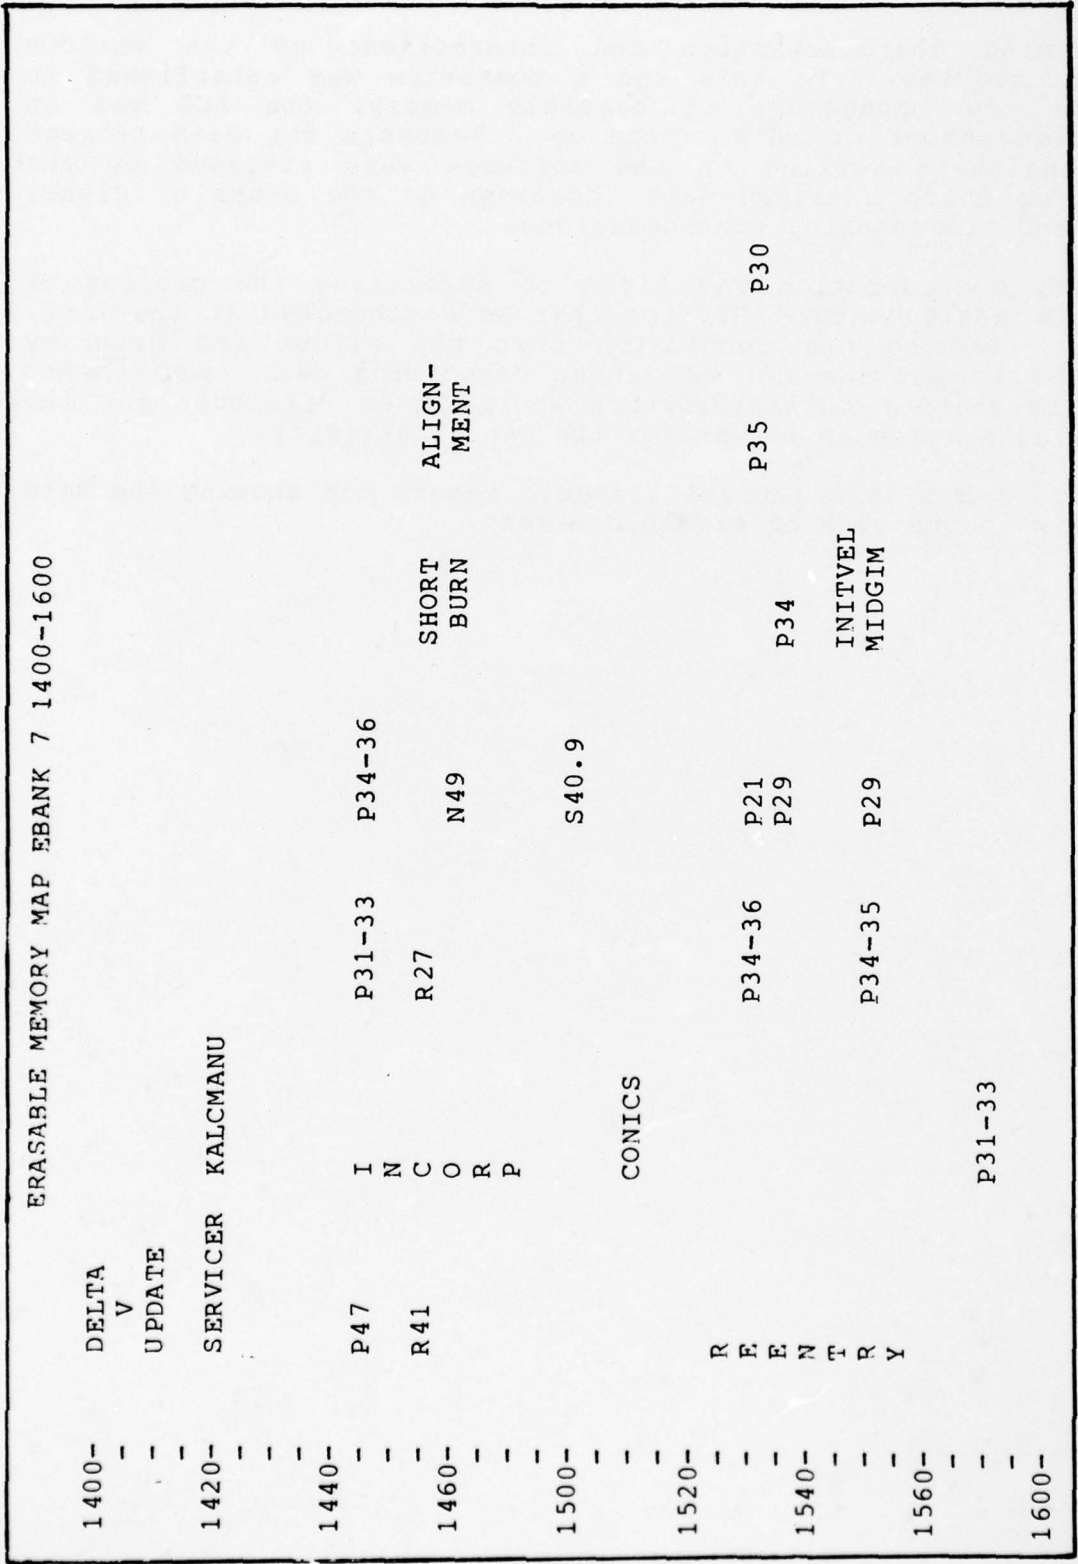 ERASABLE MEMORY MAP EBANK 7 1400-1600
1400- DELTA
- V
- UPDATE
-
1420- SERVICER KALCMANU
-
-
-
1440-
- P47 I P31-33 P34-36
- N
- R41 C R27 SHORT ALIGN-
1460- O N49 BURN MENT
- R
- P
-
1500- S40.9
-
- CONICS
-
1520-
- R
- E P34-36 P21 P35 P30
- E P29 P34
1540- N
- T INITVEL
- R P34-35 P29 MIDGIM
- Y
1560-
-
- P31-33
-
1600-